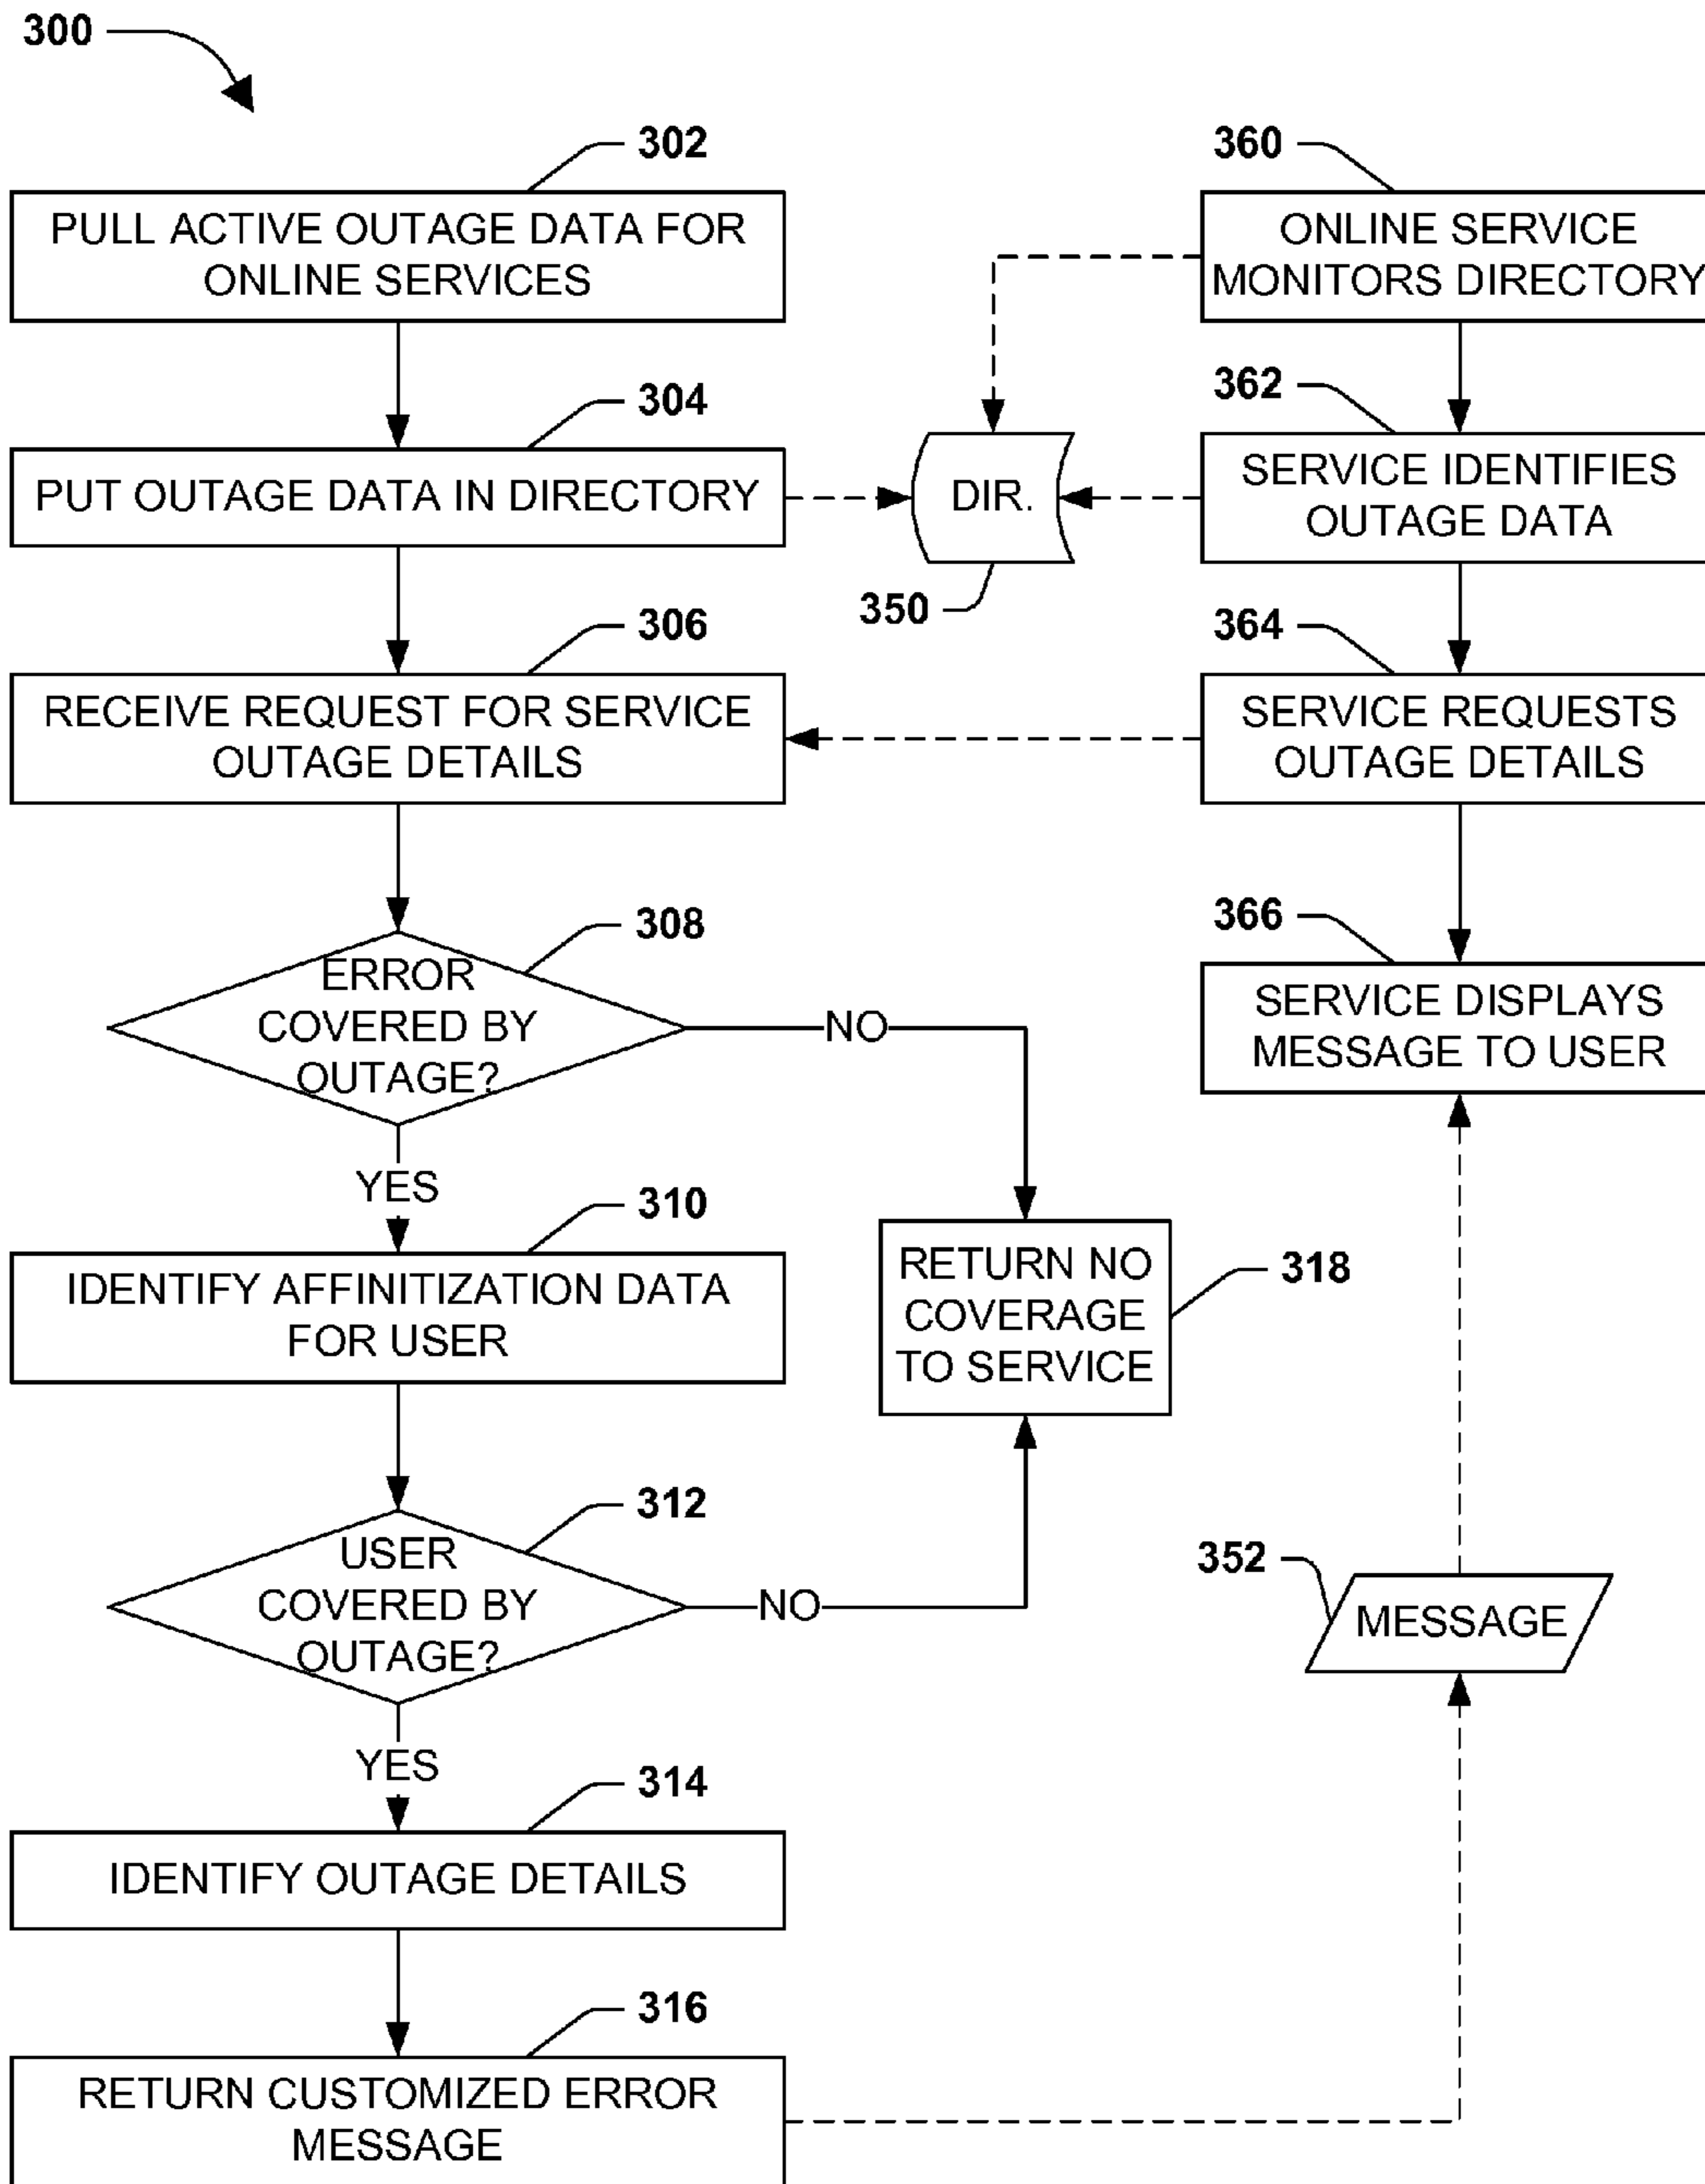 300
302
PULL ACTIVE OUTAGE DATA FOR
ONLINE SERVICES
304
PUT OUTAGE DATA IN DIRECTORY
306
RECEIVE REQUEST FOR SERVICE
OUTAGE DETAILS
308
ERROR
COVERED BY
OUTAGE?
NO
YES
310
IDENTIFY AFFINITIZATION DATA
FOR USER
312
USER
COVERED BY
OUTAGE?
NO
YES
314
IDENTIFY OUTAGE DETAILS
316
RETURN CUSTOMIZED ERROR
MESSAGE
DIR.
350
RETURN NO
COVERAGE
TO SERVICE
318
360
ONLINE SERVICE
MONITORS DIRECTORY
362
SERVICE IDENTIFIES
OUTAGE DATA
364
SERVICE REQUESTS
OUTAGE DETAILS
366
SERVICE DISPLAYS
MESSAGE TO USER
352
MESSAGE